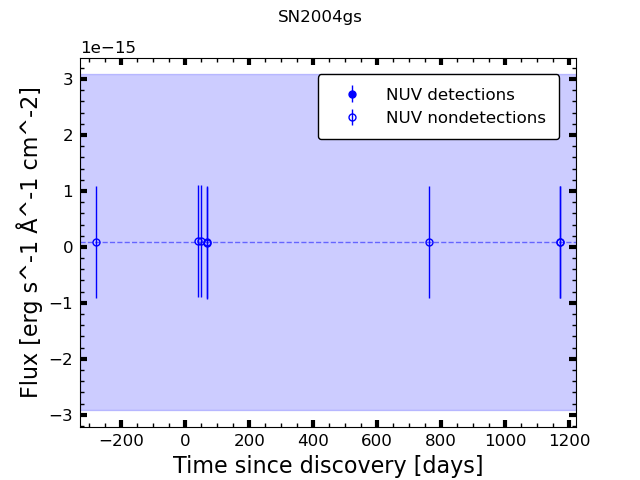 SN2004gs
1e−15
3
2
1
0
−1
−2
−3
Flux [erg s^-1 Å^-1 cm^-2]
NUV detections
NUV nondetections
−200
0
200
400
600
800
1000
1200
Time since discovery [days]